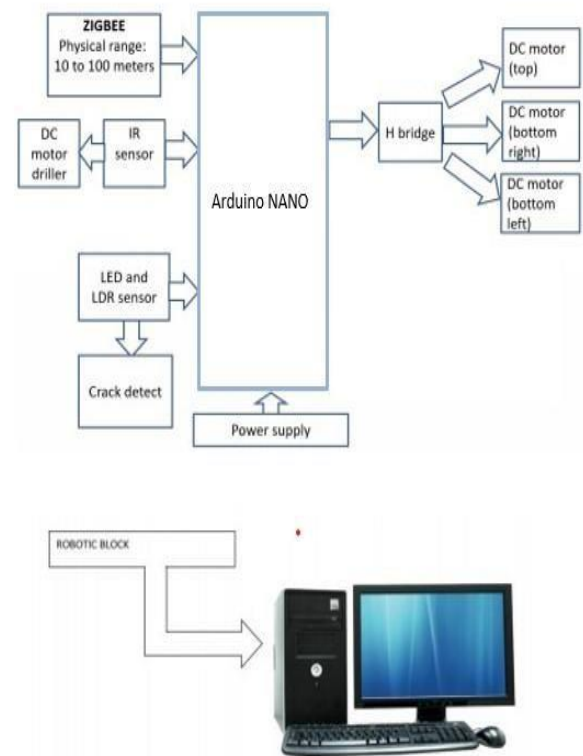 ZIGBEE
Physical range:
10 to 100 meters
DC
motor
driller
IR
sensor
LED and
LDR sensor
Crack detect
Arduino NANO
Power supply
H bridge
DC motor
(top)
DC motor
(bottom
right)
DC motor
(bottom
left)
ROBOTIC BLOCK